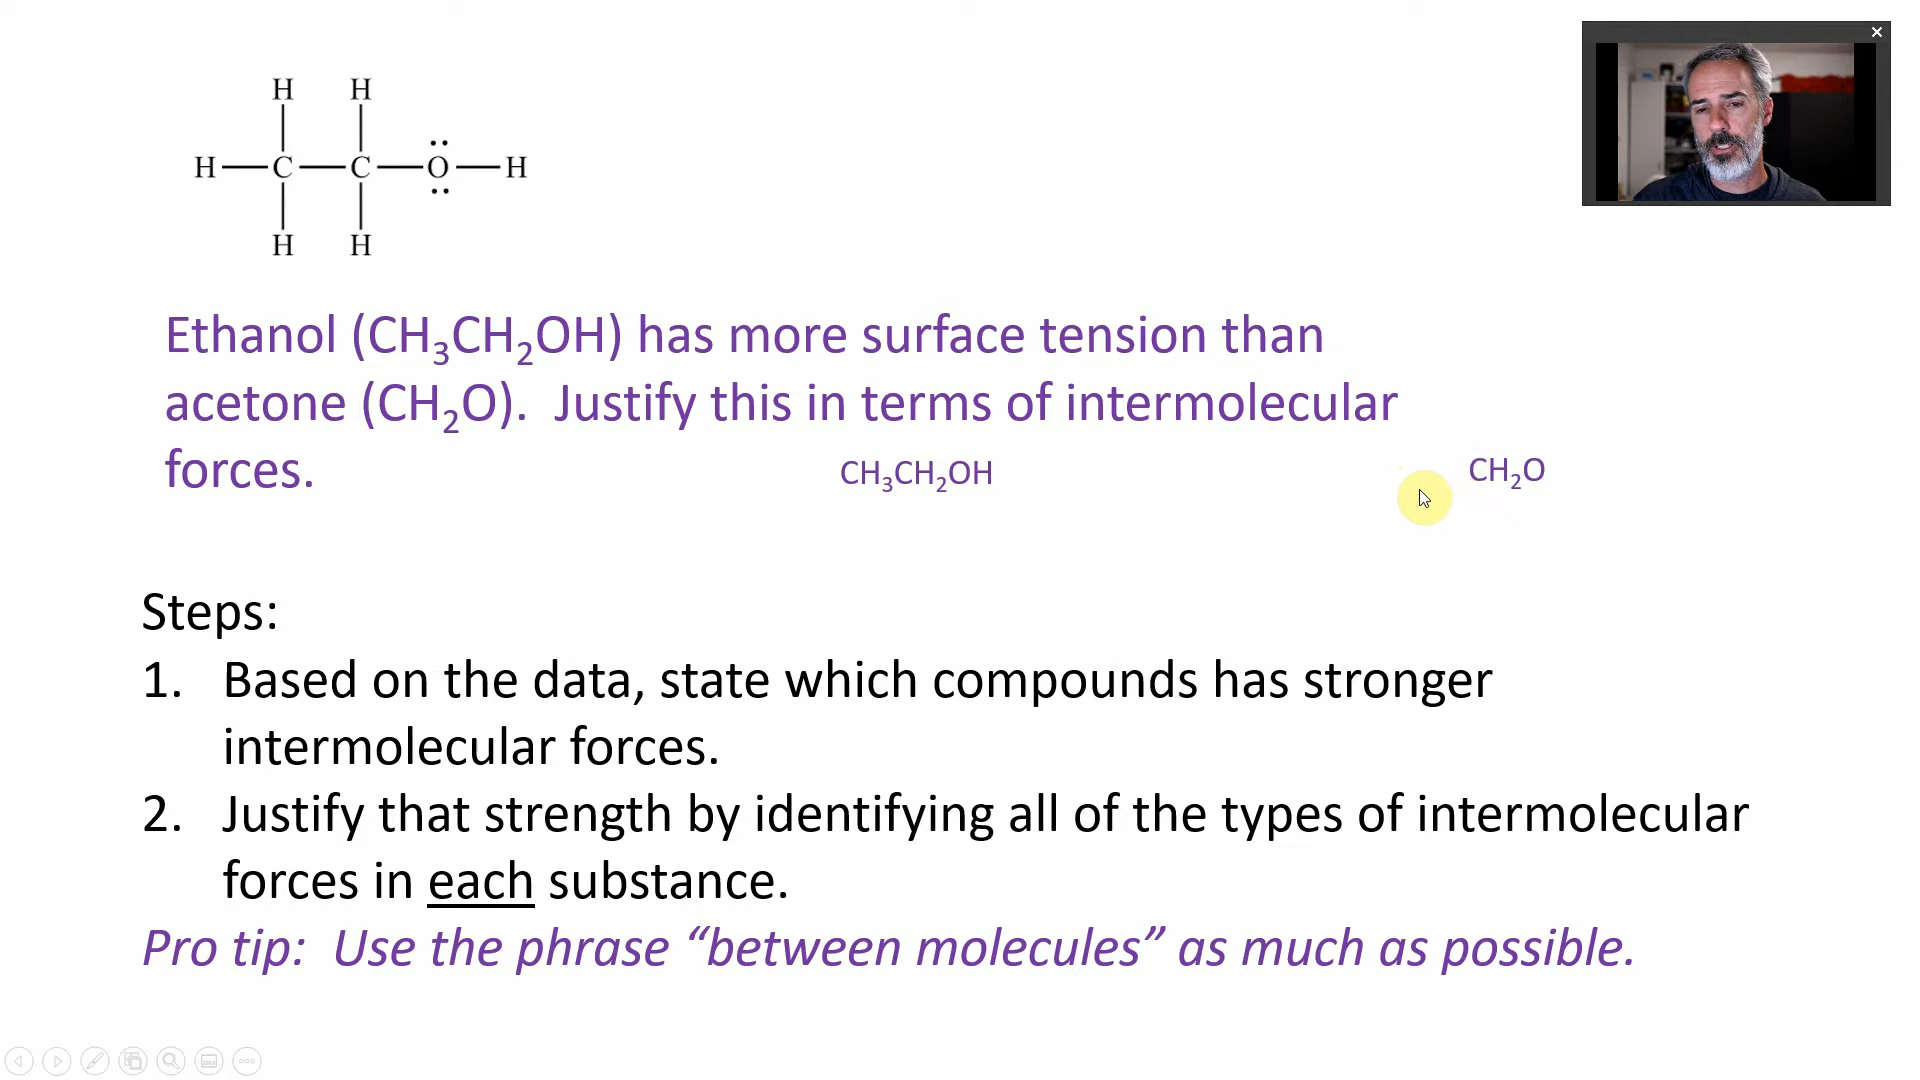 H H
H C C O H
H H
Ethanol (CH₃CH₂OH) has more surface tension than
acetone (CH₂O).  Justify this in terms of intermolecular
forces.
CH₃CH₂OH
CH₂O
Steps:
1. Based on the data, state which compounds has stronger
intermolecular forces.
2. Justify that strength by identifying all of the types of intermolecular
forces in each substance.
Pro tip:  Use the phrase “between molecules” as much as possible.